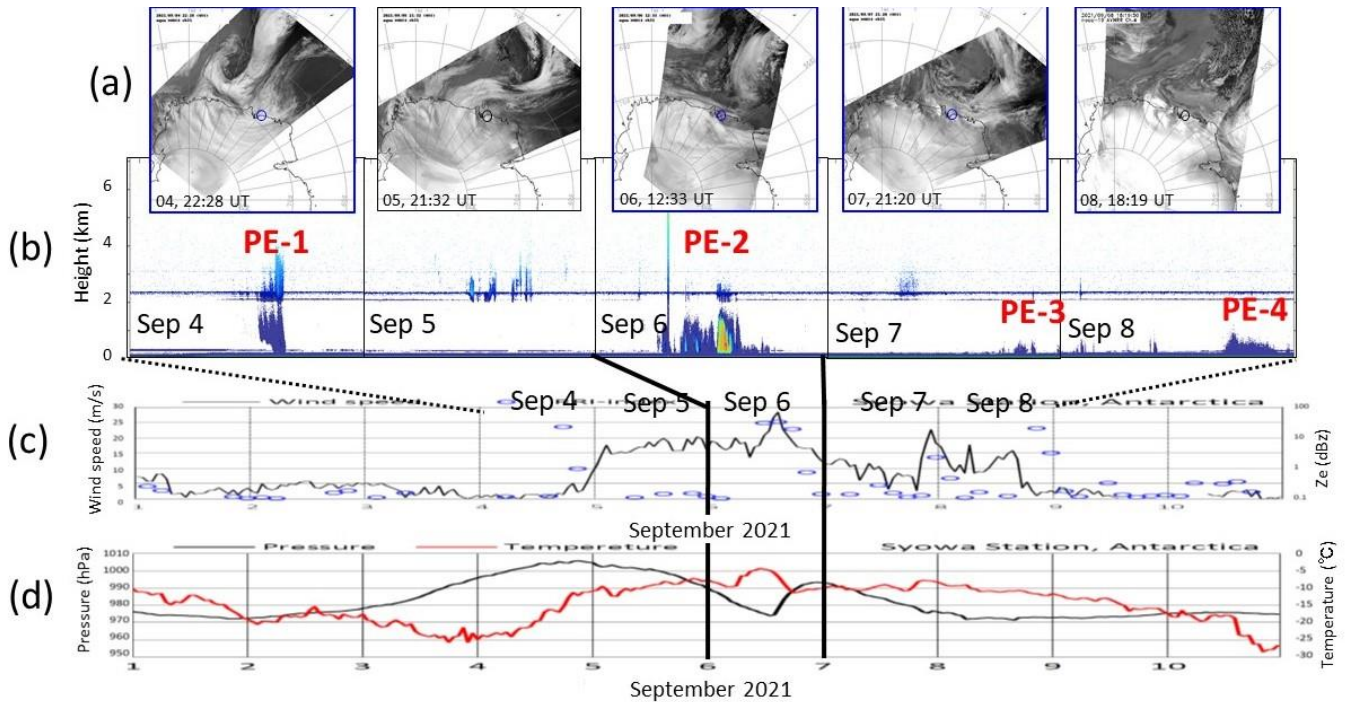 (a)
04, 22:28 UT
05, 21:32 UT
06, 12:33 UT
07, 21:20 UT
08, 18:19 UT
(b)
Height (km)
6
4
2
0
PE-1
PE-2
PE-3
PE-4
Sep 4
Sep 5
Sep 6
Sep 7
Sep 8
(c)
Wind speed
Syowa Station, Antarctica
Sep 4
Sep 5
Sep 6
Sep 7
Sep 8
Wind speed (m/s)
30
25
20
15
10
5
0
Ze (dBz)
100
10
1
0.1
1 2 3 4 5 6 7 8 9 10
September 2021
(d)
Pressure
Tempereture
Syowa Station, Antarctica
Pressure (hPa)
1010
1000
990
980
970
960
950
Temperature (℃)
0
-5
-10
-15
-20
-25
-30
1 2 3 4 5 6 7 8 9 10
September 2021